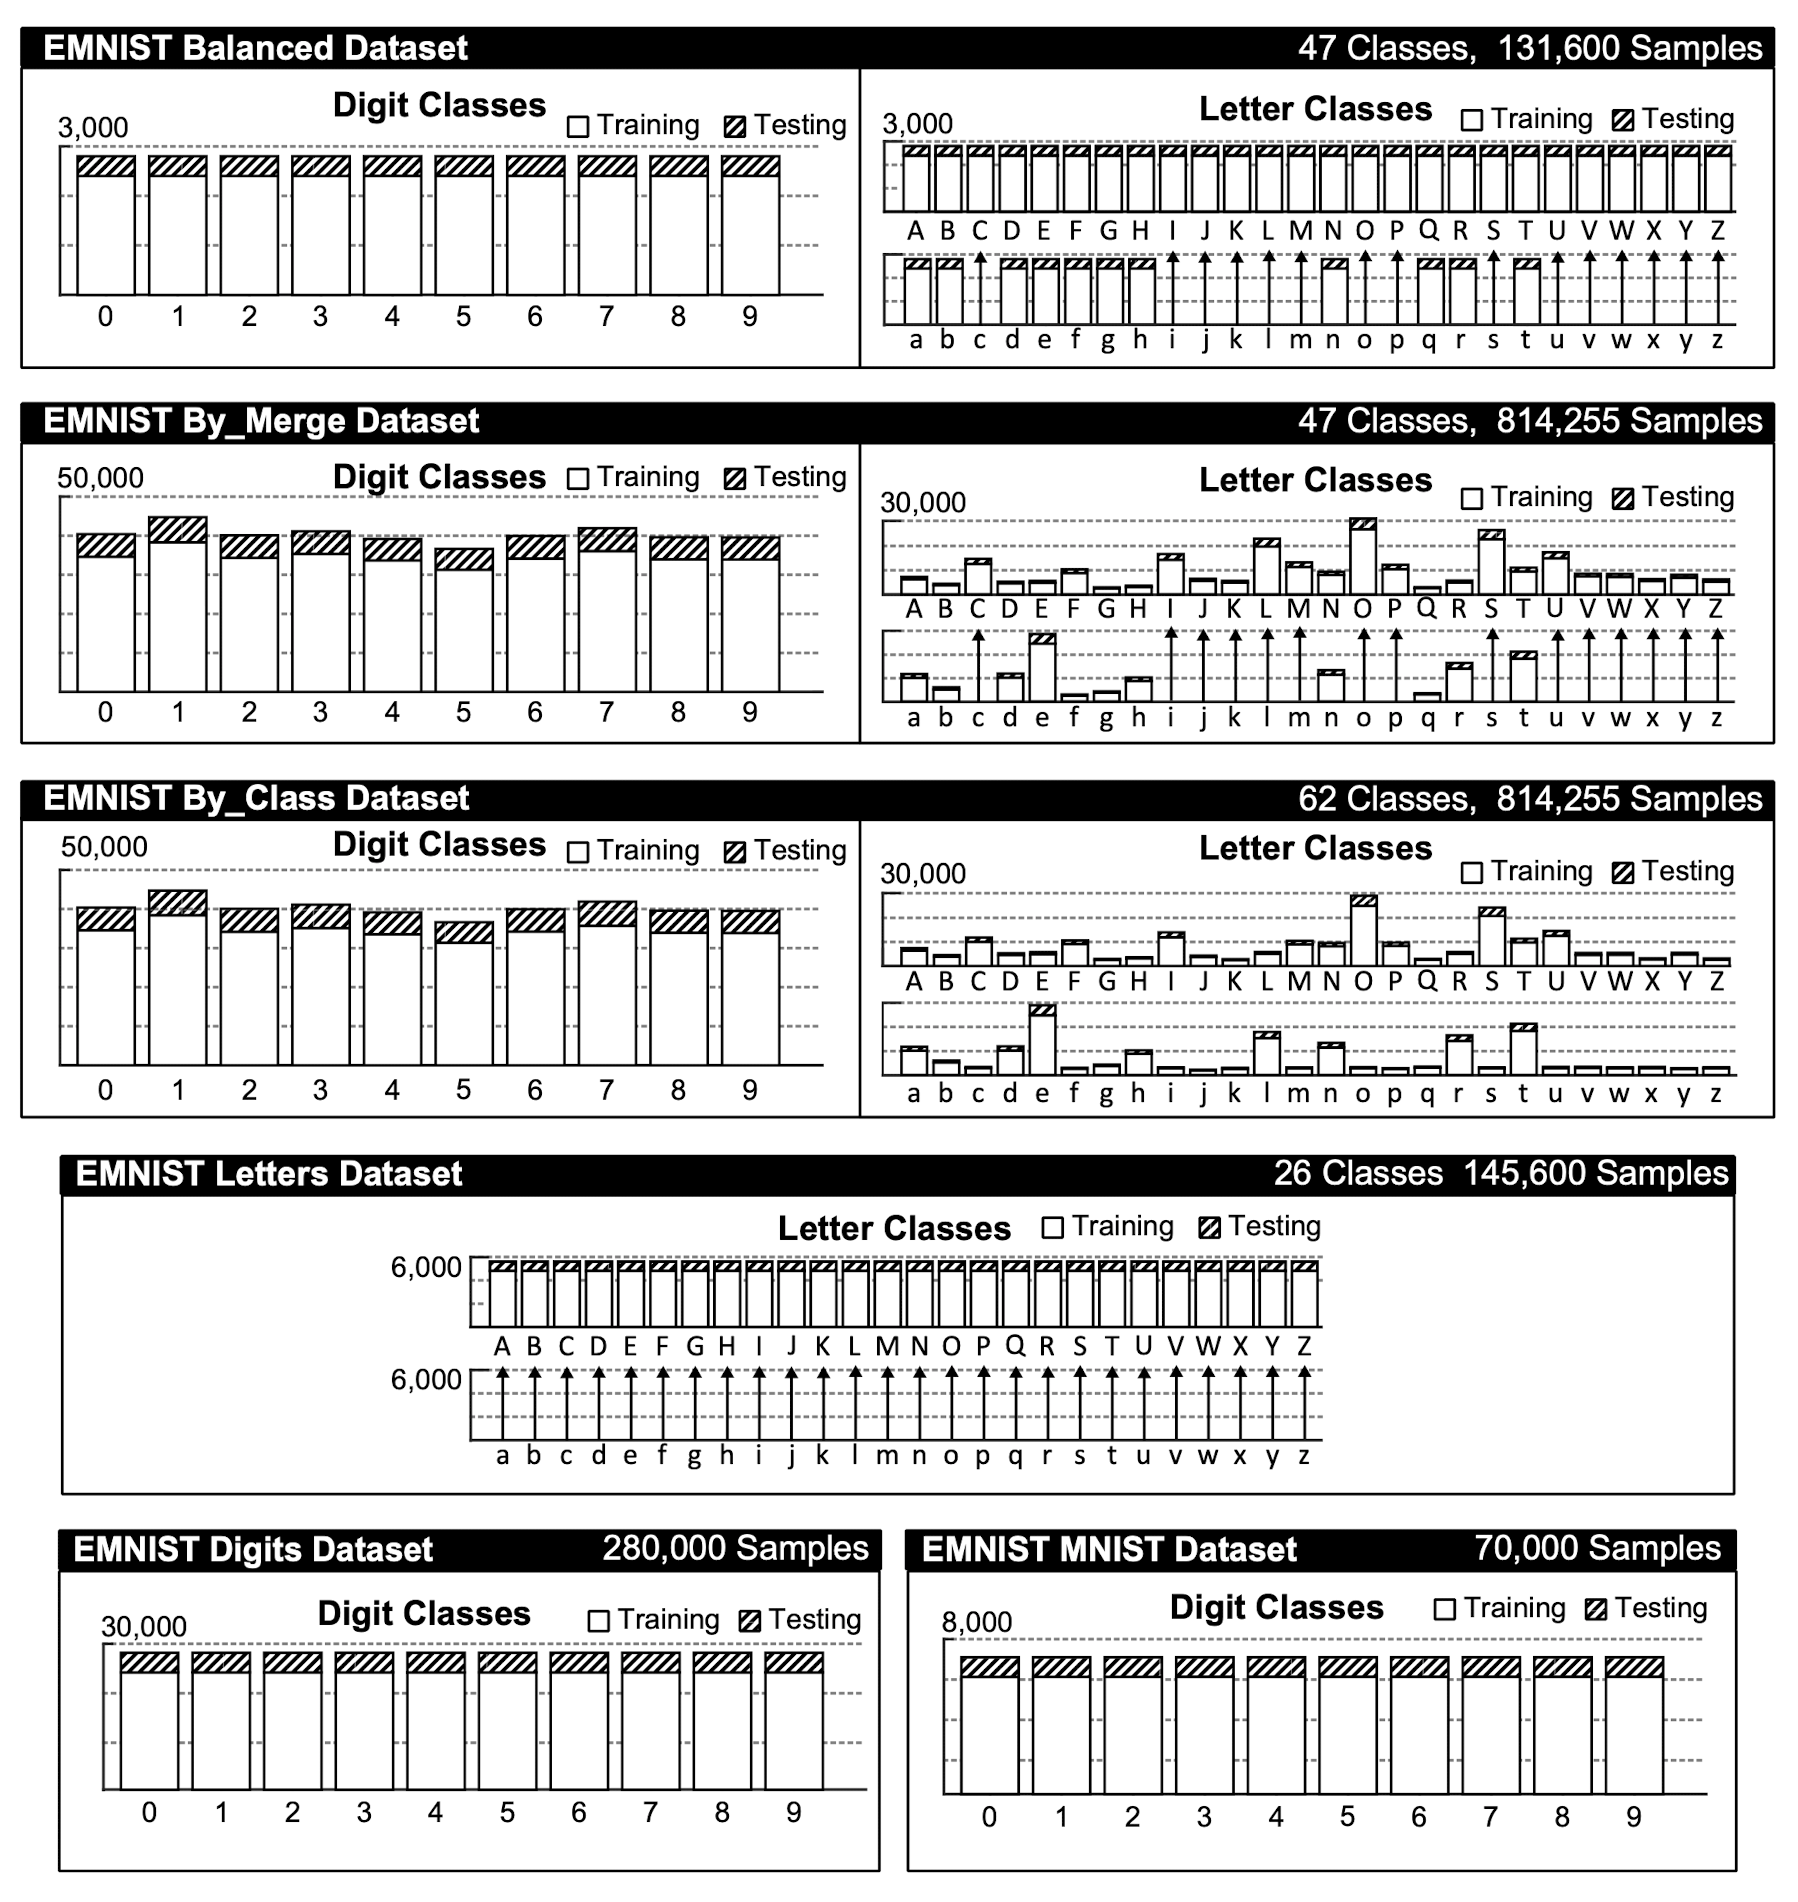 EMNIST Balanced Dataset 47 Classes, 131,600 Samples
Digit Classes Training Testing
3,000
0 1 2 3 4 5 6 7 8 9
Letter Classes Training Testing
3,000
A B C D E F G H I J K L M N O P Q R S T U V W X Y Z
a b c d e f g h i j k l m n o p q r s t u v w x y z
EMNIST By_Merge Dataset 47 Classes, 814,255 Samples
Digit Classes Training Testing
50,000
0 1 2 3 4 5 6 7 8 9
Letter Classes Training Testing
30,000
A B C D E F G H I J K L M N O P Q R S T U V W X Y Z
a b c d e f g h i j k l m n o p q r s t u v w x y z
EMNIST By_Class Dataset 62 Classes, 814,255 Samples
Digit Classes Training Testing
50,000
0 1 2 3 4 5 6 7 8 9
Letter Classes Training Testing
30,000
A B C D E F G H I J K L M N O P Q R S T U V W X Y Z
a b c d e f g h i j k l m n o p q r s t u v w x y z
EMNIST Letters Dataset 26 Classes 145,600 Samples
Letter Classes Training Testing
6,000
A B C D E F G H I J K L M N O P Q R S T U V W X Y Z
6,000
a b c d e f g h i j k l m n o p q r s t u v w x y z
EMNIST Digits Dataset 280,000 Samples
Digit Classes Training Testing
30,000
0 1 2 3 4 5 6 7 8 9
EMNIST MNIST Dataset 70,000 Samples
Digit Classes Training Testing
8,000
0 1 2 3 4 5 6 7 8 9